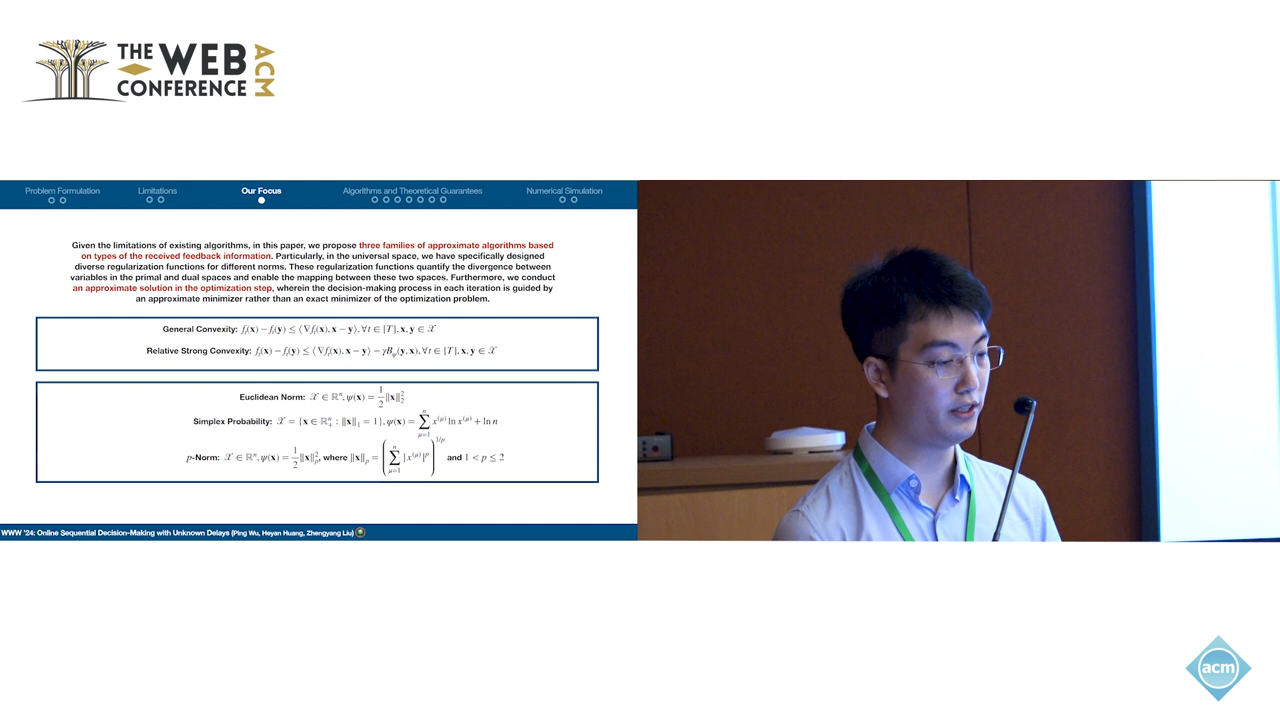 THE WEB
CONFERENCE
ACM
Problem Formulation Limitations Our Focus Algorithms and Theoretical Guarantees Numerical Simulation
Given the limitations of existing algorithms, in this paper, we propose three families of approximate algorithms based
on types of the received feedback information. Particularly, in the universal space, we have specifically designed
diverse regularization functions for different norms. These regularization functions quantify the divergence between
variables in the primal and dual spaces and enable the mapping between these two spaces. Furthermore, we conduct
an approximate solution in the optimization step, wherein the decision-making process in each iteration is guided by
an approximate minimizer rather than an exact minimizer of the optimization problem.
General Convexity: f_t(x) − f_t(y) ≤ ⟨∇f_t(x), x − y⟩, ∀t ∈ [T], x, y ∈ 𝒳
Relative Strong Convexity: f_t(x) − f_t(y) ≤ ⟨∇f_t(x), x − y⟩ − γB_ψ(y, x), ∀t ∈ [T], x, y ∈ 𝒳
Euclidean Norm: 𝒳 ∈ ℝⁿ, ψ(x) = 1/2 ‖x‖₂²
Simplex Probability: 𝒳 = {x ∈ ℝ₊ⁿ : ‖x‖₁ = 1}, ψ(x) = ∑_{μ=1}^{n} x^(μ) ln x^(μ) + ln n
p-Norm: 𝒳 ∈ ℝⁿ, ψ(x) = 1/2 ‖x‖_p², where ‖x‖_p = (∑_{μ=1}^{n} |x^(μ)|^p)^{1/p} and 1 < p ≤ 2
WWW '24: Online Sequential Decision-Making with Unknown Delays (Ping Wu, Heyan Huang, Zhengyang Liu)
acm